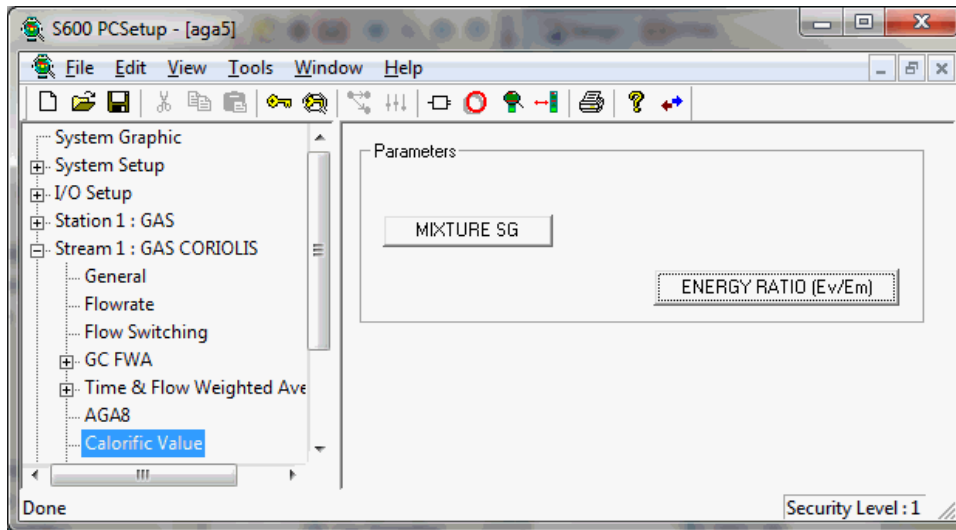 S600 PCSetup - [aga5]
File Edit View Tools Window Help
System Graphic
System Setup
I/O Setup
Station 1 : GAS
Stream 1 : GAS CORIOLIS
General
Flowrate
Flow Switching
GC FWA
Time & Flow Weighted Ave
AGA8
Calorific Value
Parameters
MIXTURE SG
ENERGY RATIO (Ev/Em)
Done
Security Level : 1